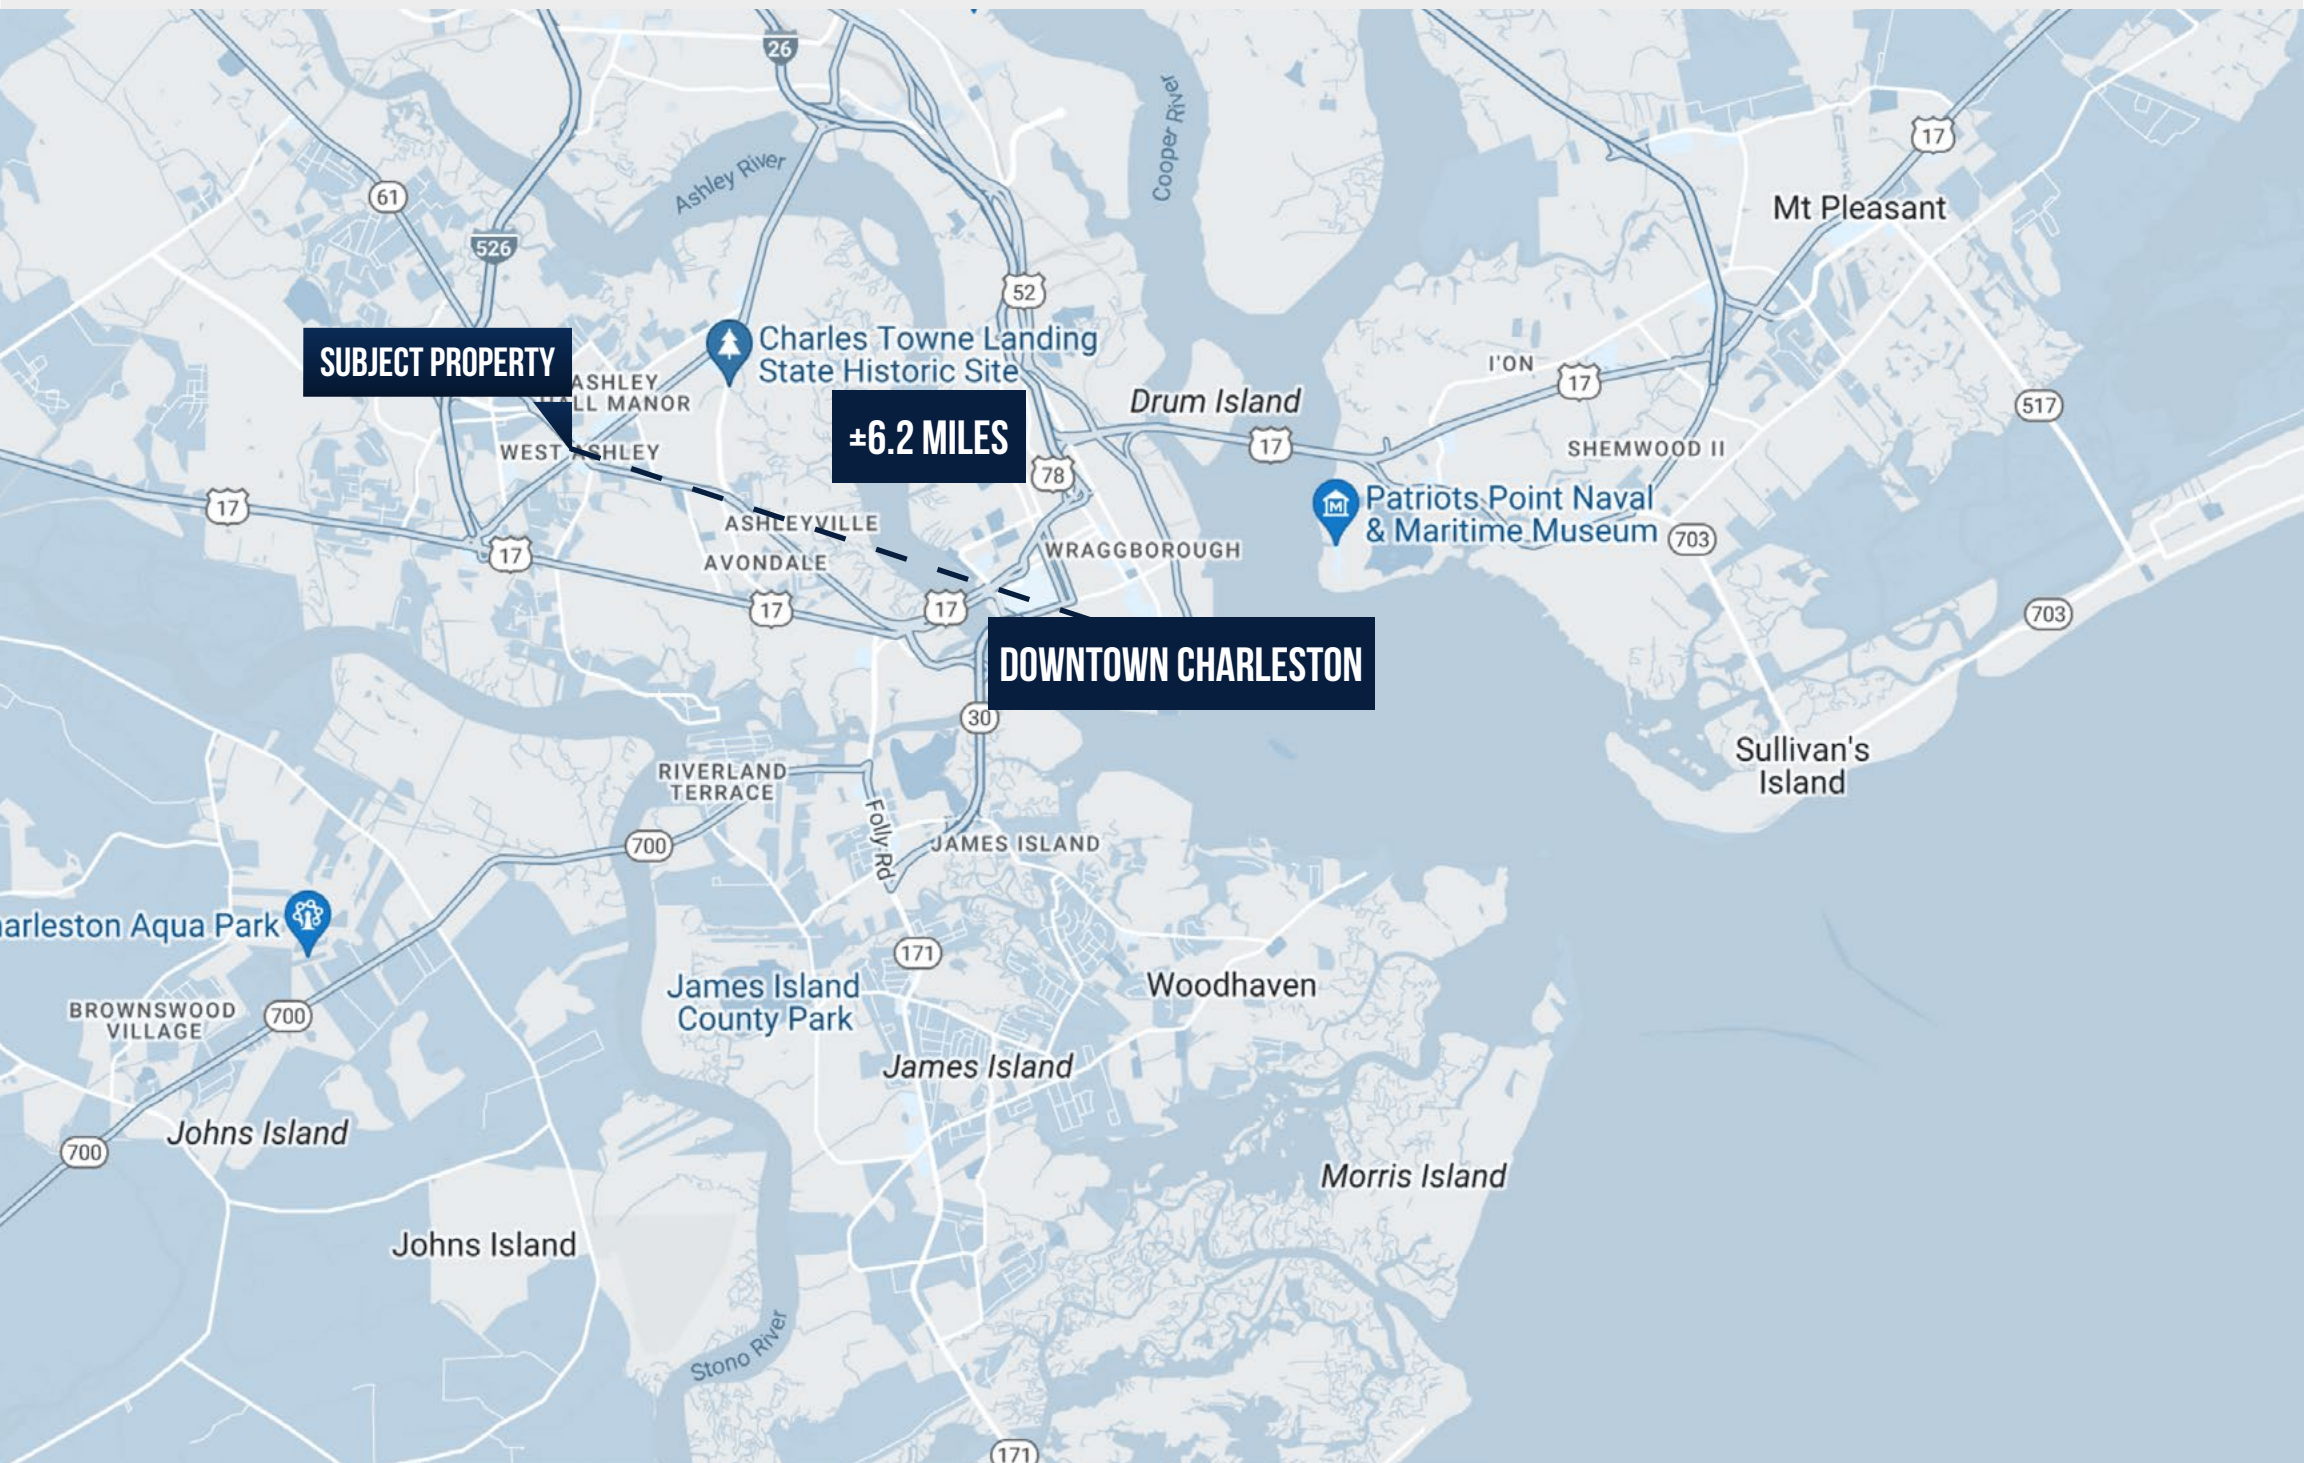 26
Cooper River
17
Ashley River
61
Mt Pleasant
526
52
SUBJECT PROPERTY
Charles Towne Landing
State Historic Site
I'ON
17
ASHLEY
ALL MANOR
Drum Island
517
±6.2 MILES
17
SHEMWOOD II
WEST ASHLEY
78
17
Patriots Point Naval
& Maritime Museum
703
ASHLEYVILLE
17
AVONDALE
WRAGGBOROUGH
17
17
703
DOWNTOWN CHARLESTON
30
Sullivan's
Island
RIVERLAND
TERRACE
Folly Rd
700
JAMES ISLAND
arleston Aqua Park
171
James Island
County Park
Woodhaven
BROWNSWOOD
VILLAGE
700
James Island
Johns Island
700
Morris Island
Johns Island
Stono River
171